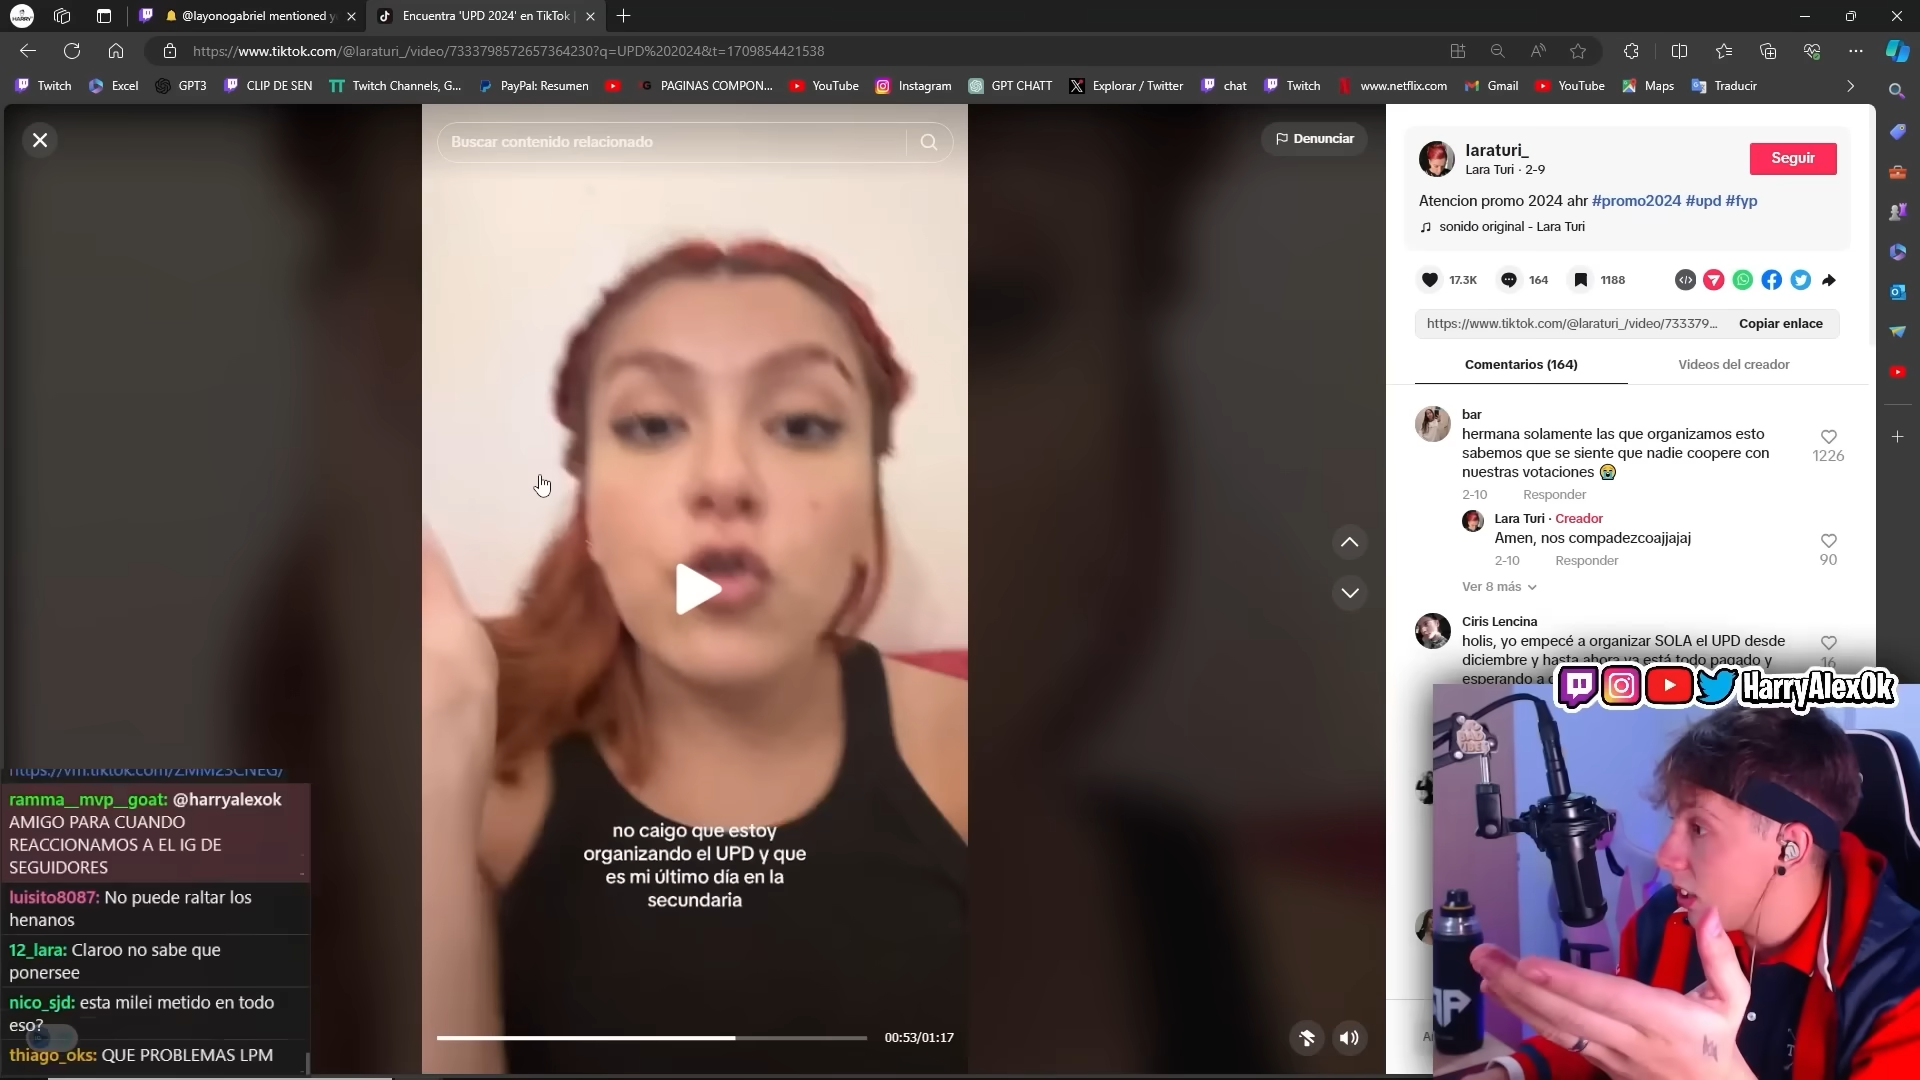 @layonogabriel mentioned y
Encuentra 'UPD 2024' en TikTok
https://www.tiktok.com/@laraturi_/video/7333798572657364230?q=UPD%202024&t=1709854421538
Twitch
Excel
GPT3
CLIP DE SEN
Twitch Channels, G...
PayPal: Resumen
PAGINAS COMPON...
YouTube
Instagram
GPT CHATT
Explorar / Twitter
chat
Twitch
www.netflix.com
Gmail
YouTube
Maps
Traducir
Buscar contenido relacionado
Denunciar
no caigo que estoy
organizando el UPD y que
es mi último día en la
secundaria
00:53/01:17
laraturi_
Lara Turi · 2-9
Seguir
Atencion promo 2024 ahr #promo2024 #upd #fyp
sonido original - Lara Turi
17.3K
164
1188
https://www.tiktok.com/@laraturi_/video/733379...
Copiar enlace
Comentarios (164)
Videos del creador
bar
hermana solamente las que organizamos esto
sabemos que se siente que nadie coopere con
nuestras votaciones 😭
1226
2-10 Responder
Lara Turi · Creador
Amen, nos compadezcoajjajaj
90
2-10 Responder
Ver 8 más
Ciris Lencina
holis, yo empecé a organizar SOLA el UPD desde
diciembre y hasta ahora ya está todo pagado y
esperando a
16
HarryAlexOk
ramma__mvp__goat: @harryalexok
AMIGO PARA CUANDO
REACCIONAMOS A EL IG DE
SEGUIDORES
luisito8087: No puede raltar los
henanos
12_lara: Claroo no sabe que
ponersee
nico_sjd: esta milei metido en todo
eso?
thiago_oks: QUE PROBLEMAS LPM